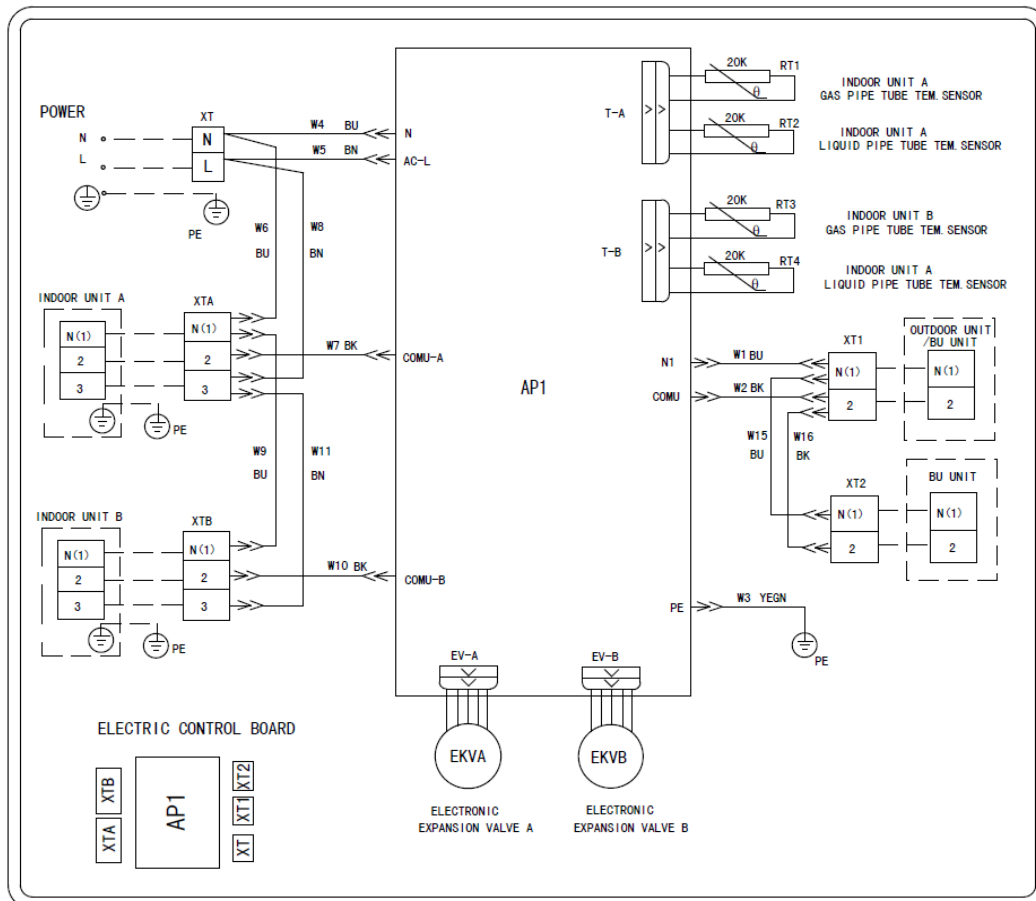 POWER
N
L
XT
N
L
PE
W4 BU
N
W5 BN
AC-L
W6
BU
W8
BN
T-A
20K
RT1
θ
INDOOR UNIT A
GAS PIPE TUBE TEM. SENSOR
20K
RT2
θ
INDOOR UNIT A
LIQUID PIPE TUBE TEM. SENSOR
T-B
20K
RT3
θ
INDOOR UNIT B
GAS PIPE TUBE TEM. SENSOR
20K
RT4
θ
INDOOR UNIT A
LIQUID PIPE TUBE TEM. SENSOR
INDOOR UNIT A
N(1)
2
3
PE
XTA
N(1)
2
3
W7 BK
COMU-A
W9
BU
W11
BN
AP1
N1
W1 BU
COMU
W2 BK
XT1
N(1)
2
OUTDOOR UNIT
/BU UNIT
N(1)
2
W15
BU
W16
BK
XT2
N(1)
2
BU UNIT
N(1)
2
INDOOR UNIT B
N(1)
2
3
PE
XTB
N(1)
2
3
W10 BK
COMU-B
PE
W3 YEGN
PE
EV-A
EV-B
EKVA
EKVB
ELECTRONIC
EXPANSION VALVE A
ELECTRONIC
EXPANSION VALVE B
ELECTRIC CONTROL BOARD
XTB
XTA
AP1
XT2
XT1
XT